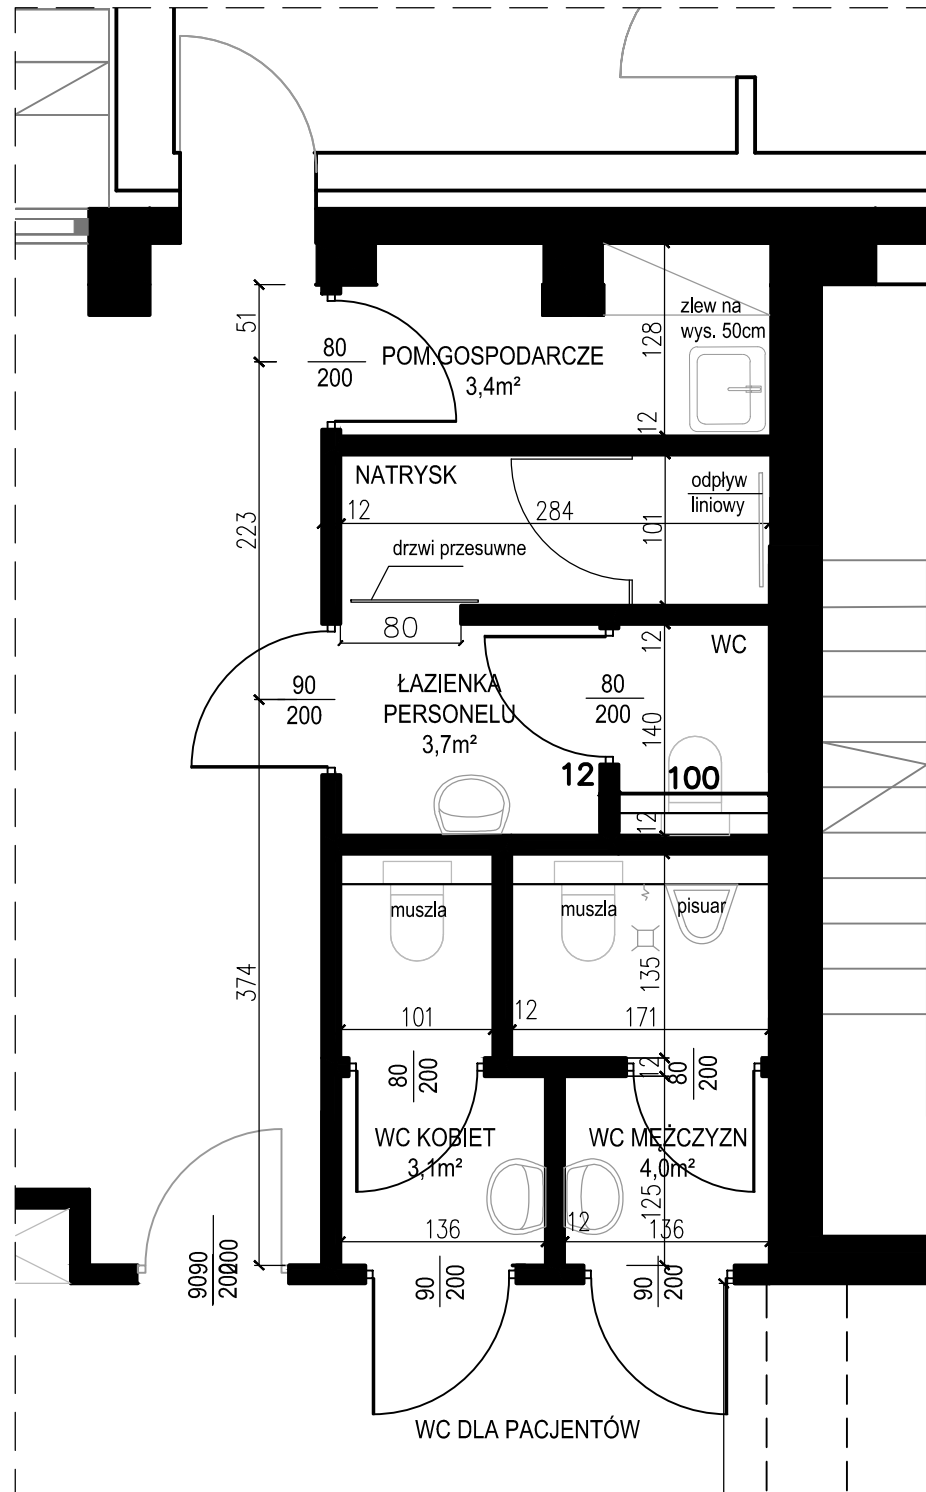 zlew na
wys. 50cm
51
128
80
200
POM.GOSPODARCZE
3,4m²
12
NATRYSK
odpływ
liniowy
12
284
101
223
drzwi przesuwne
80
12
WC
ŁAZIENKA
PERSONELU
3,7m²
90
200
80
200
140
12
100
12
muszla
muszla
pisuar
135
374
101
12
171
80
200
12
80
200
WC KOBIET
3,1m²
WC MEŻCZYZN
4,0m²
125
136
12
136
9090
200
90
200
90
200
WC DLA PACJENTÓW